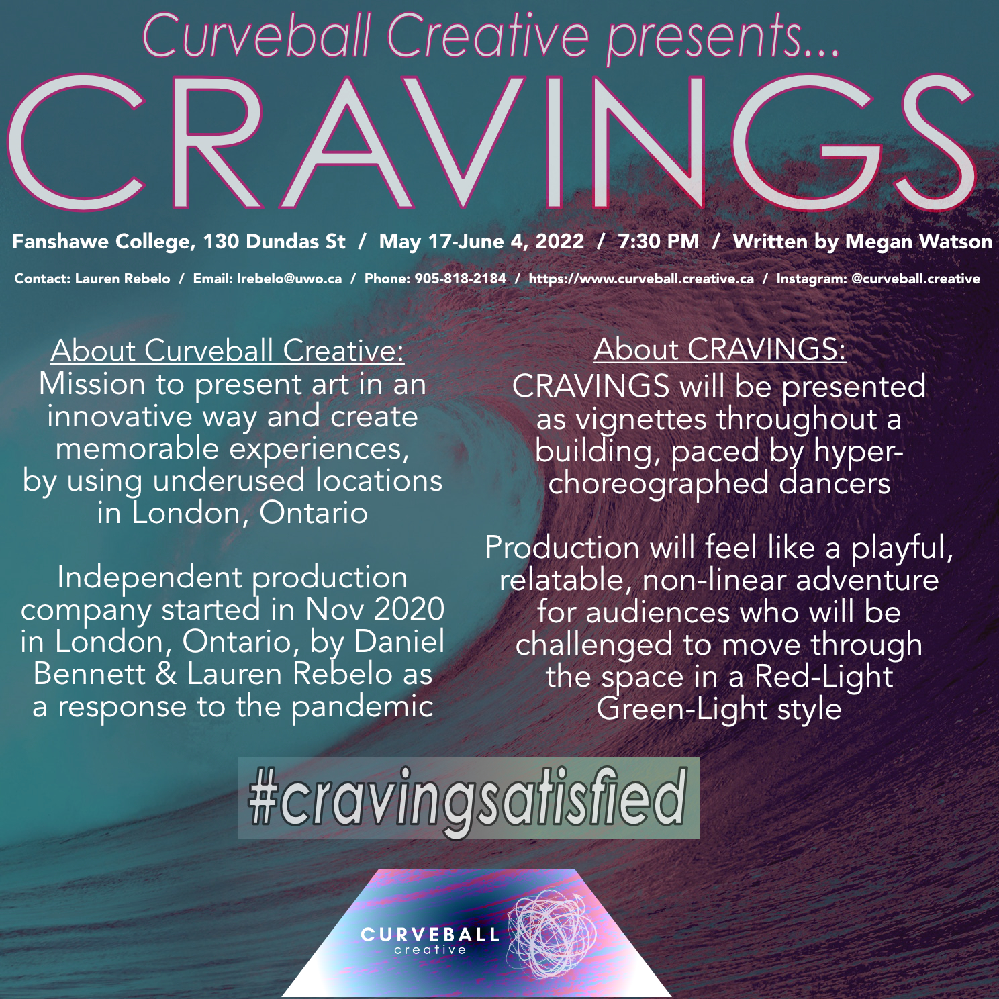 Curveball Creative presents...
CRAVINGS
Fanshawe College, 130 Dundas St / May 17-June 4, 2022 / 7:30 PM / Written by Megan Watson
Contact: Lauren Rebelo / Email: lrebelo@uwo.ca / Phone: 905-818-2184 / https://www.curveball.creative.ca / Instagram: @curveball.creative
About Curveball Creative:
Mission to present art in an
innovative way and create
memorable experiences,
by using underused locations
in London, Ontario
Independent production
company started in Nov 2020
in London, Ontario, by Daniel
Bennett & Lauren Rebelo as
a response to the pandemic
About CRAVINGS:
CRAVINGS will be presented
as vignettes throughout a
building, paced by hyper-
choreographed dancers
Production will feel like a playful,
relatable, non-linear adventure
for audiences who will be
challenged to move through
the space in a Red-Light
Green-Light style
#cravingsatisfied
CURVEBALL
creative